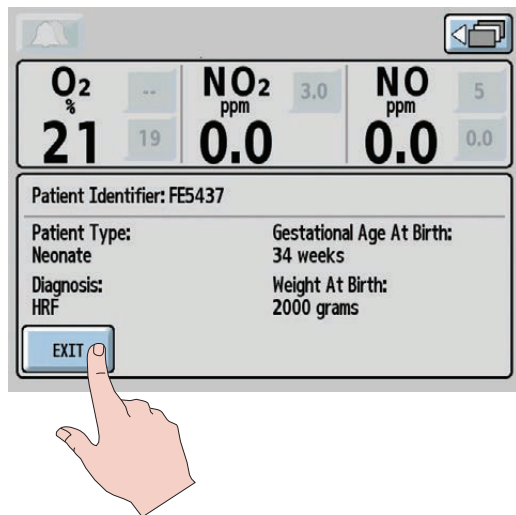 O2 % -- NO2 ppm 3.0 NO ppm 5
21 19 0.0 0.0 0.0
Patient Identifier: FE5437
Patient Type: Gestational Age At Birth:
Neonate 34 weeks
Diagnosis: Weight At Birth:
HRF 2000 grams
EXIT